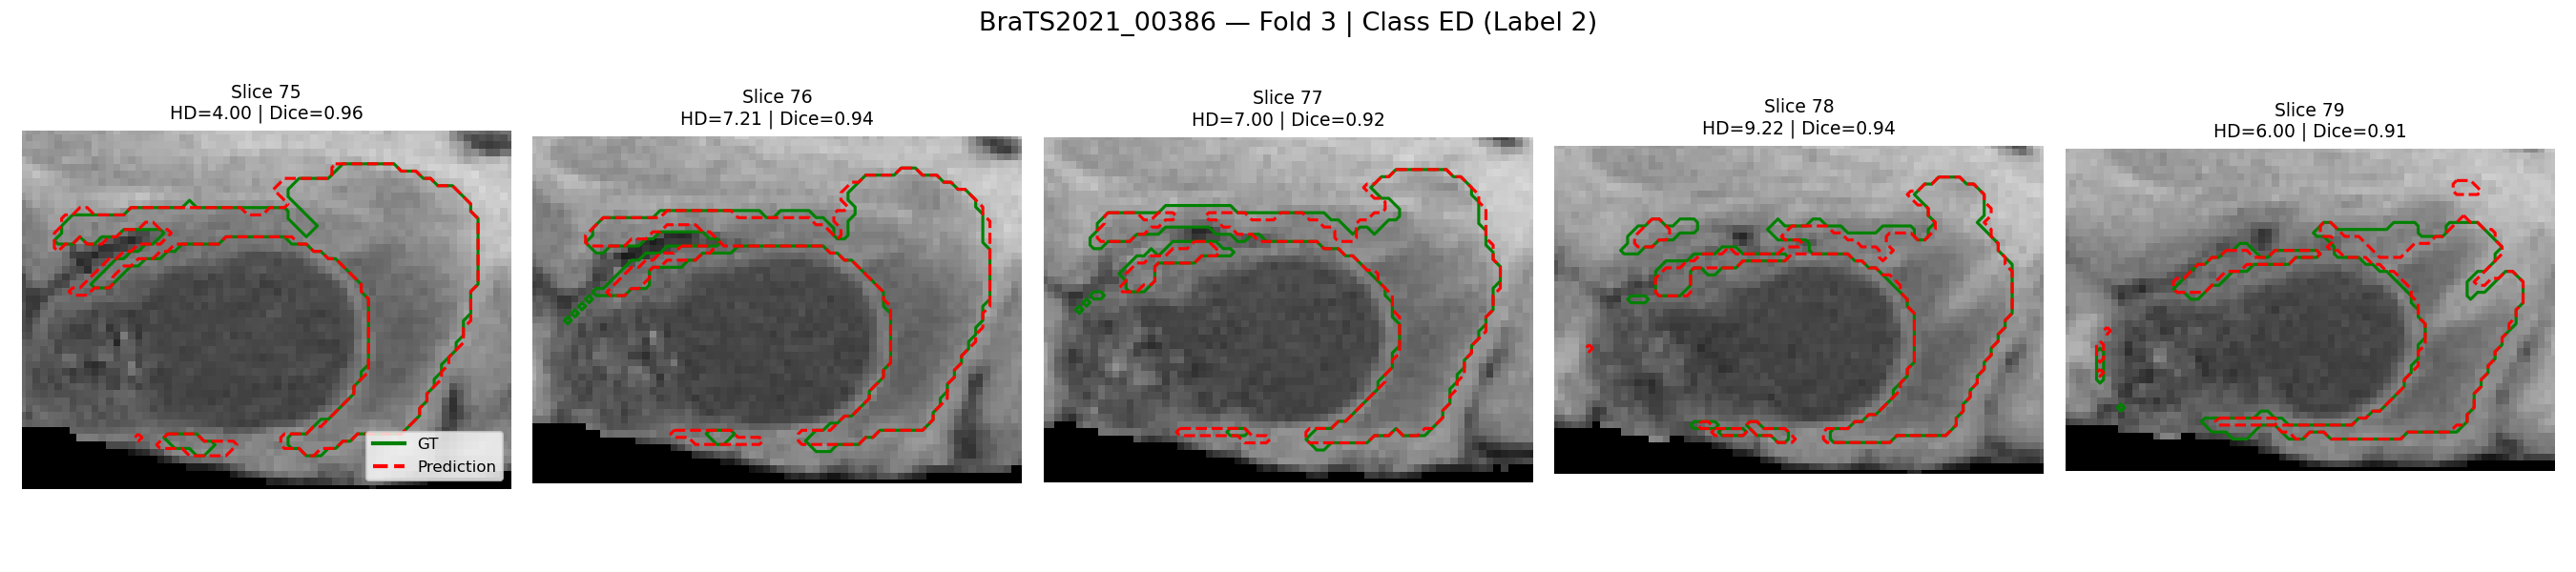 BraTS2021_00386 — Fold 3 | Class ED (Label 2)
Slice 75
HD=4.00 | Dice=0.96
Slice 76
HD=7.21 | Dice=0.94
Slice 77
HD=7.00 | Dice=0.92
Slice 78
HD=9.22 | Dice=0.94
Slice 79
HD=6.00 | Dice=0.91
GT
Prediction